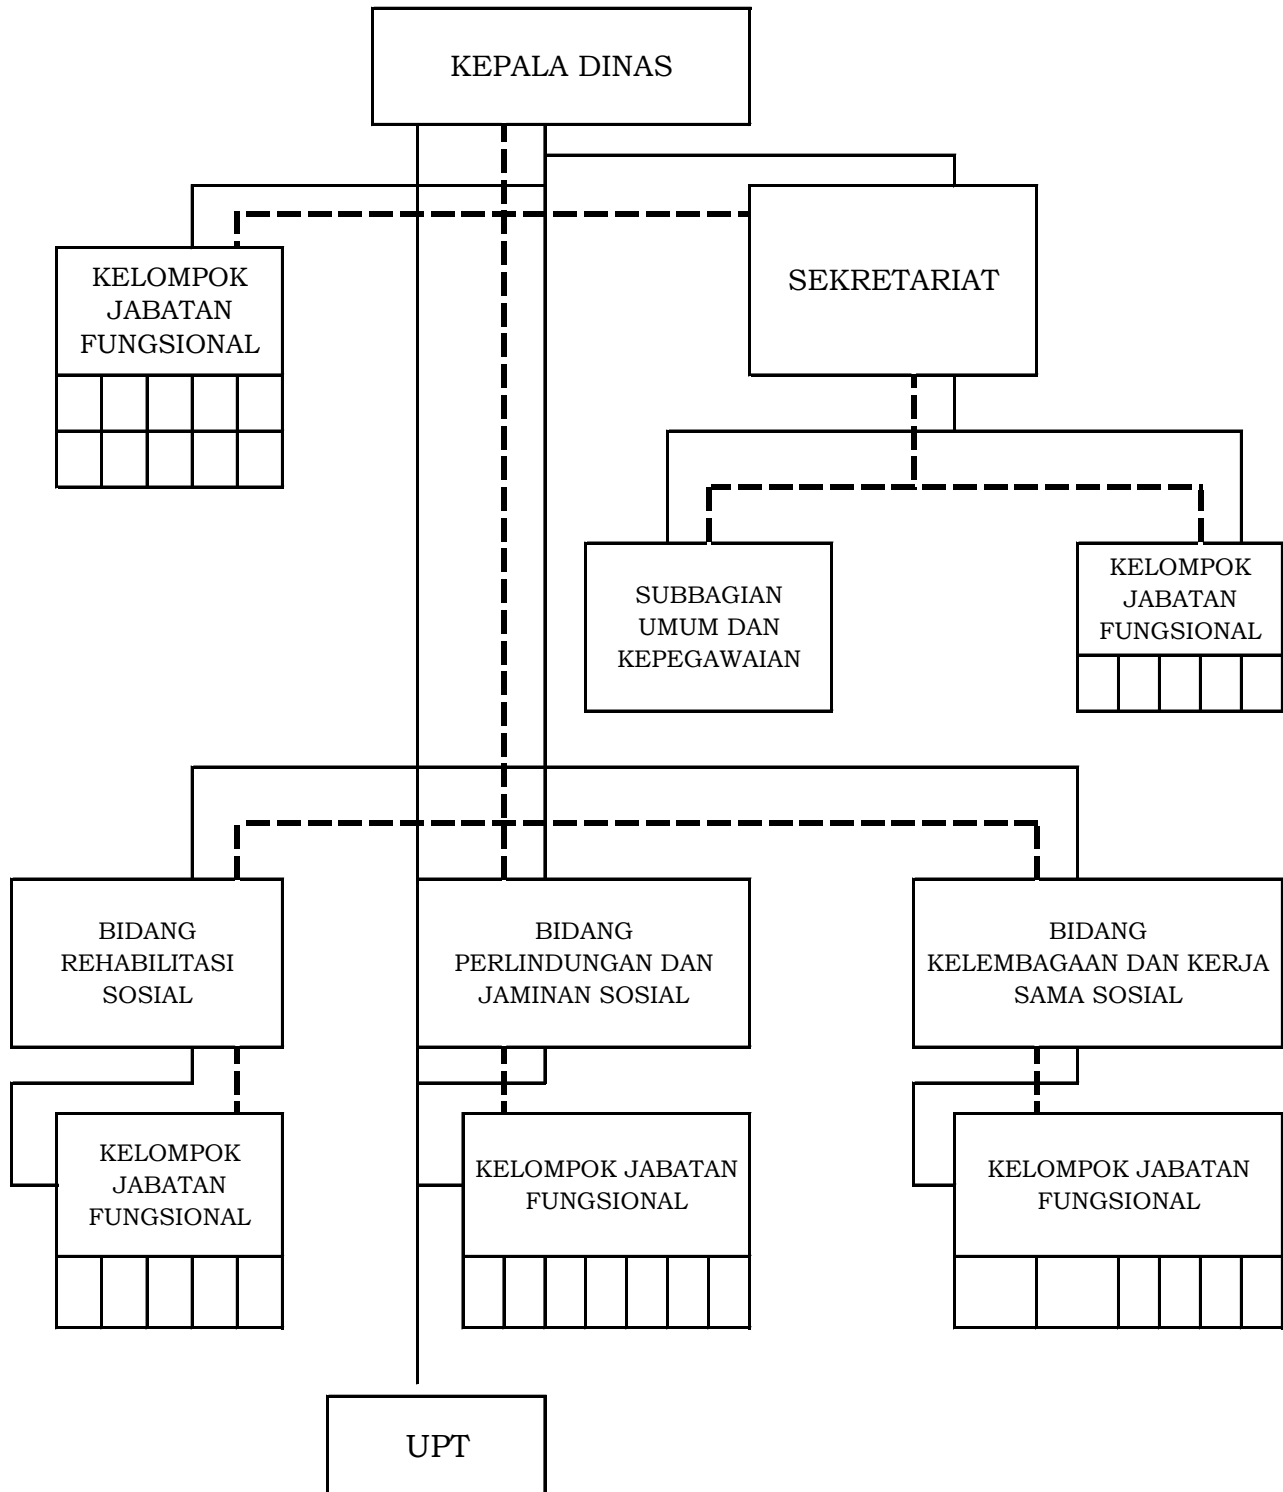 KEPALA DINAS
KELOMPOK
JABATAN
FUNGSIONAL
SEKRETARIAT
SUBBAGIAN
UMUM DAN
KEPEGAWAIAN
KELOMPOK
JABATAN
FUNGSIONAL
BIDANG
REHABILITASI
SOSIAL
BIDANG
PERLINDUNGAN DAN
JAMINAN SOSIAL
BIDANG
KELEMBAGAAN DAN KERJA
SAMA SOSIAL
KELOMPOK
JABATAN
FUNGSIONAL
KELOMPOK JABATAN
FUNGSIONAL
KELOMPOK JABATAN
FUNGSIONAL
UPT